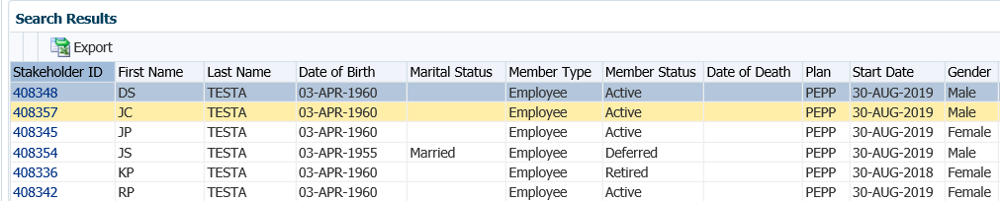 Search Results
Export
Stakeholder ID First Name Last Name Date of Birth Marital Status Member Type Member Status Date of Death Plan Start Date Gender
408348 DS TESTA 03-APR-1960 Employee Active PEPP 30-AUG-2019 Male
408357 JC TESTA 03-APR-1960 Employee Active PEPP 30-AUG-2019 Male
408345 JP TESTA 03-APR-1960 Employee Active PEPP 30-AUG-2019 Female
408354 JS TESTA 03-APR-1955 Married Employee Deferred PEPP 30-AUG-2019 Male
408336 KP TESTA 03-APR-1960 Employee Retired PEPP 30-AUG-2018 Female
408342 RP TESTA 03-APR-1960 Employee Active PEPP 30-AUG-2019 Female